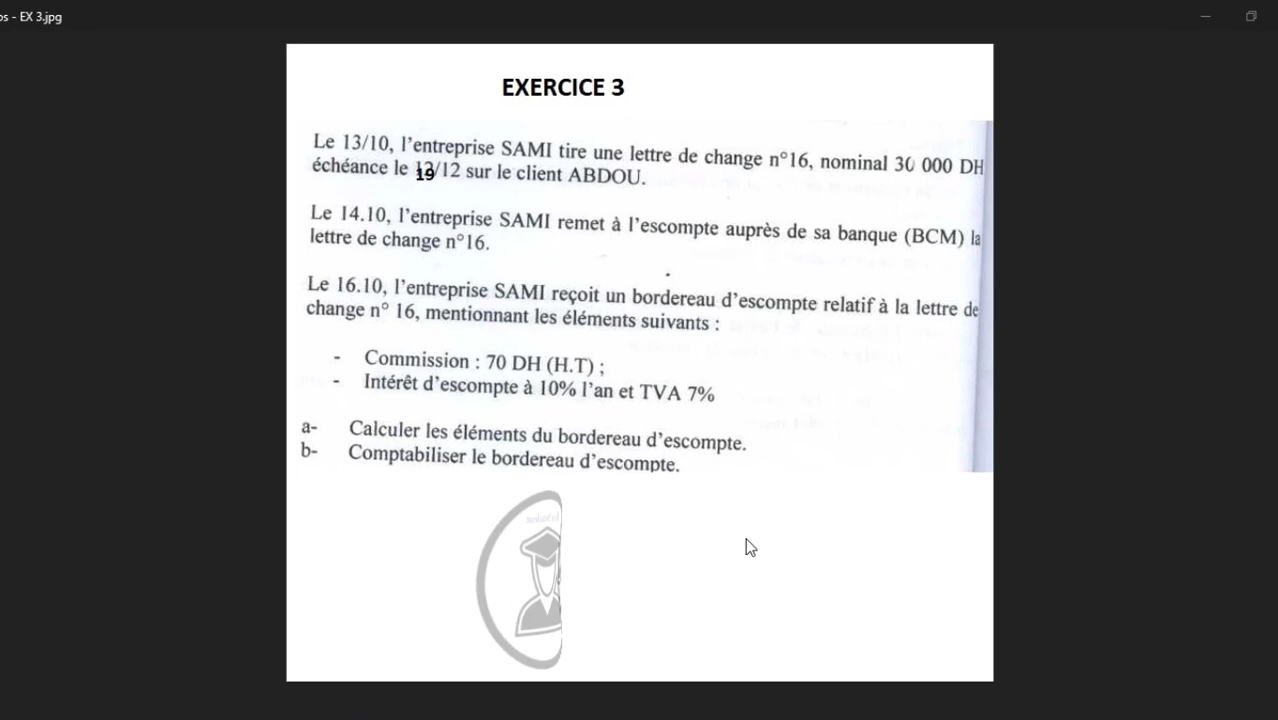 os - EX 3.jpg
EXERCICE 3
Le 13/10, l'entreprise SAMI tire une lettre de change n°16, nominal 30 000 DH
échéance le 19/12 sur le client ABDOU.
Le 14.10, l'entreprise SAMI remet à l'escompte auprès de sa banque (BCM) la
lettre de change n°16.
Le 16.10, l'entreprise SAMI reçoit un bordereau d'escompte relatif à la lettre de
change n° 16, mentionnant les éléments suivants :
- Commission : 70 DH (H.T) ;
- Intérêt d'escompte à 10% l'an et TVA 7%
a- Calculer les éléments du bordereau d'escompte.
b- Comptabiliser le bordereau d'escompte.